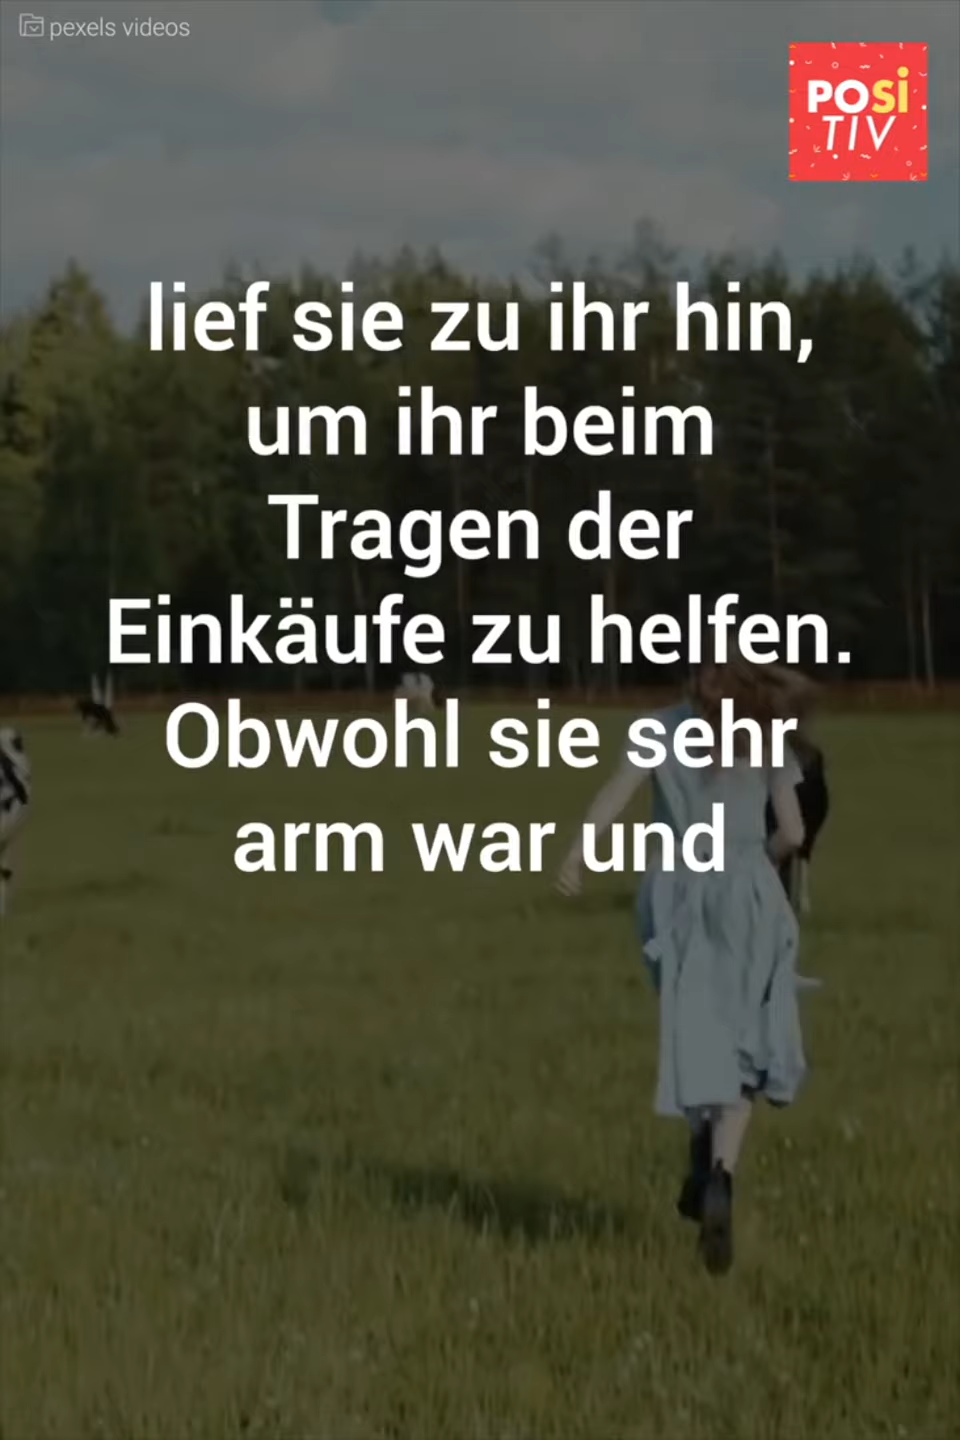 pexels videos
POSi
TIV
lief sie zu ihr hin,
um ihr beim
Tragen der
Einkäufe zu helfen.
Obwohl sie sehr
arm war und